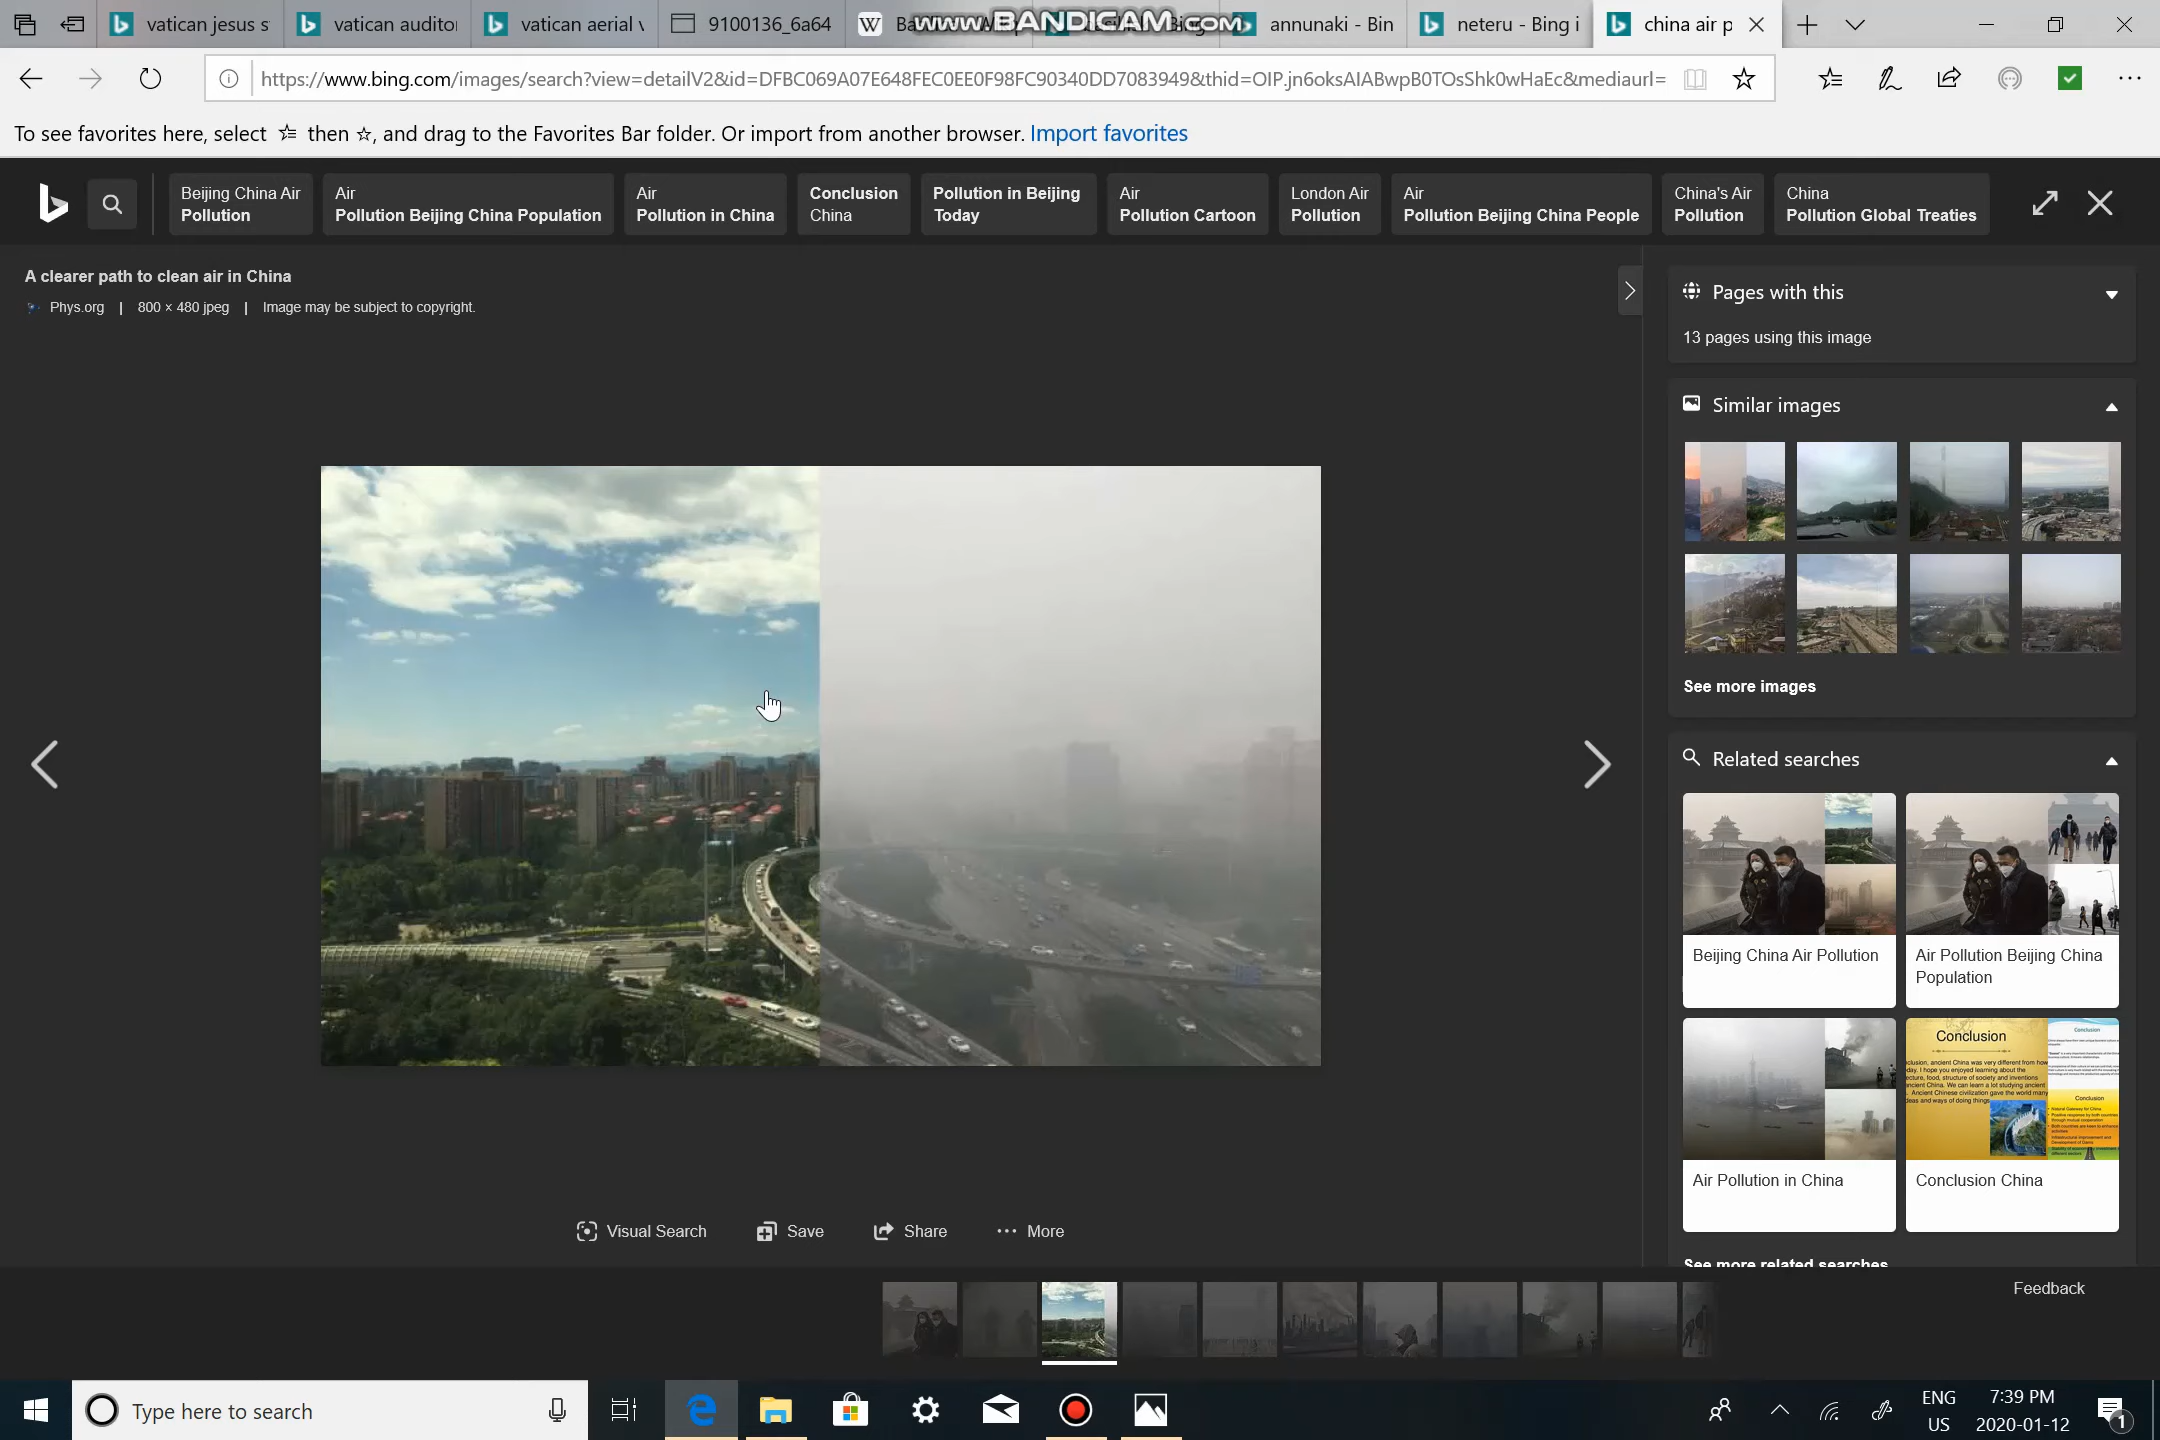 vatican jesus s
vatican auditor
vatican aerial v
9100136_6a64
www.BANDICAM.com
annunaki - Bin
neteru - Bing i
china air p
https://www.bing.com/images/search?view=detailV2&id=DFBC069A07E648FEC0EE0F98FC90340DD7083949&thid=OIP.jn6oksAIABwpB0TOsShk0wHaEc&mediaurl=
To see favorites here, select then ☆, and drag to the Favorites Bar folder. Or import from another browser. Import favorites
Beijing China Air
Pollution
Air
Pollution Beijing China Population
Air
Pollution in China
Conclusion
China
Pollution in Beijing
Today
Air
Pollution Cartoon
London Air
Pollution
Air
Pollution Beijing China People
China's Air
Pollution
China
Pollution Global Treaties
A clearer path to clean air in China
Phys.org | 800 × 480 jpeg | Image may be subject to copyright.
Pages with this
13 pages using this image
Similar images
See more images
Related searches
Beijing China Air Pollution
Air Pollution Beijing China
Population
Conclusion
Air Pollution in China
Conclusion China
See more related searches
Visual Search
Save
Share
More
Feedback
Type here to search
ENG
US
7:39 PM
2020-01-12
1